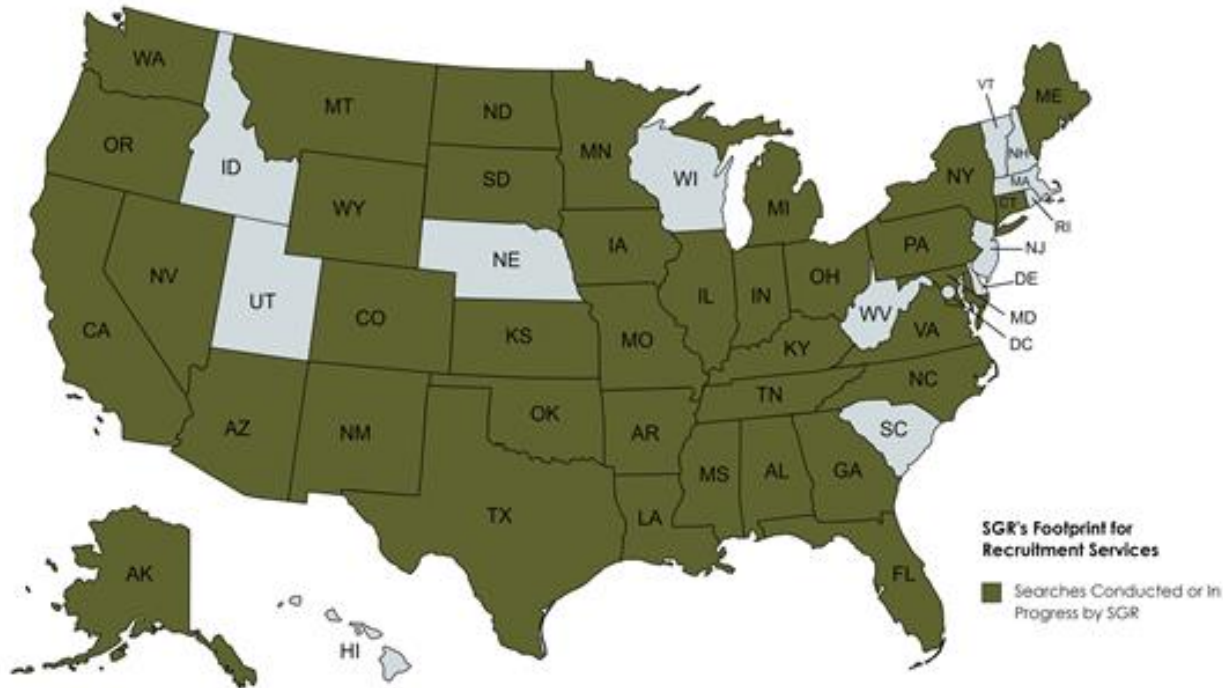 WA
MT
ND
MN
VT
ME
OR
ID
SD
WI
NH
NY
MA
WY
MI
CT
RI
IA
PA
NJ
NE
NV
OH
DE
UT
IL
IN
WV
CA
CO
MD
VA
KS
MO
DC
KY
NC
TN
OK
AZ
NM
AR
SC
MS
AL
GA
TX
LA
SGR's Footprint for
Recruitment Services
AK
FL
Searches Conducted or In
Progress by SGR
HI